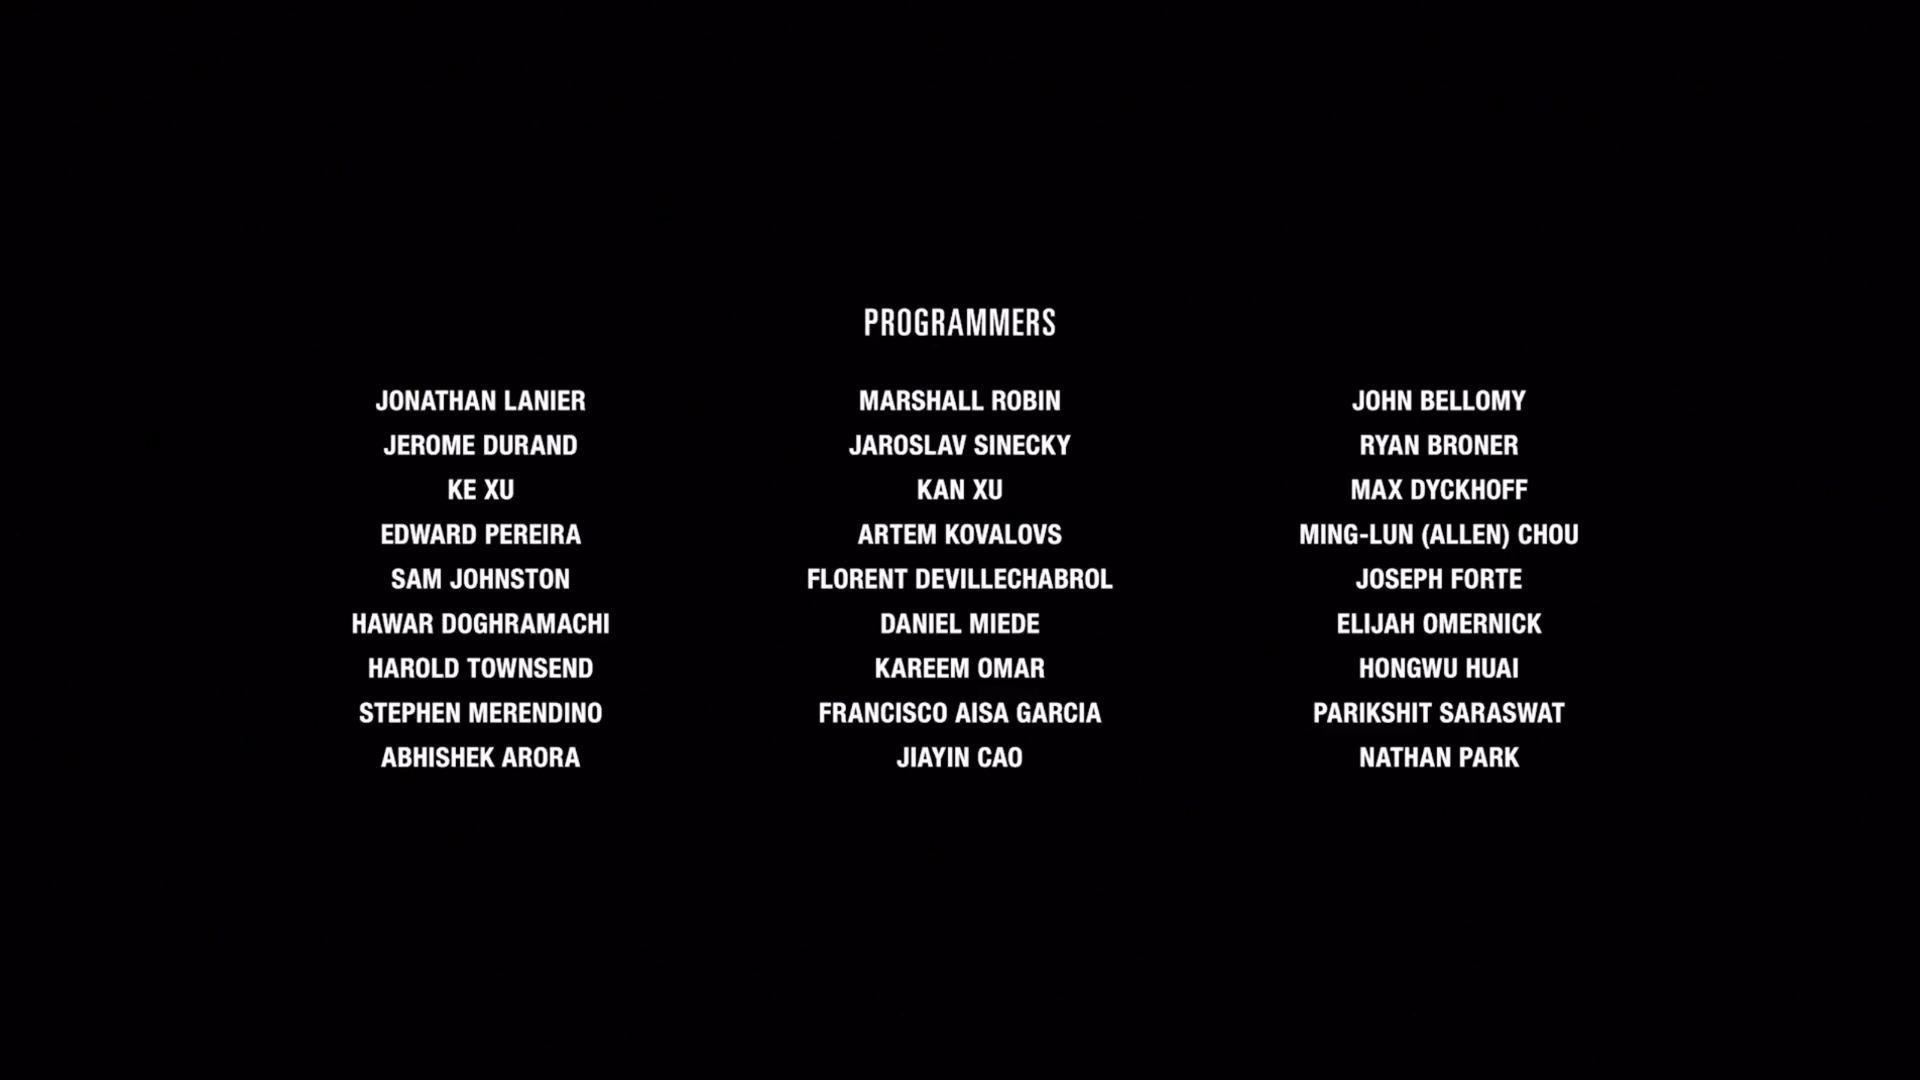 PROGRAMMERS
JONATHAN LANIER
MARSHALL ROBIN
JOHN BELLOMY
JEROME DURAND
JAROSLAV SINECKY
RYAN BRONER
KE XU
KAN XU
MAX DYCKHOFF
EDWARD PEREIRA
ARTEM KOVALOVS
MING-LUN (ALLEN) CHOU
SAM JOHNSTON
FLORENT DEVILLECHABROL
JOSEPH FORTE
HAWAR DOGHRAMACHI
DANIEL MIEDE
ELIJAH OMERNICK
HAROLD TOWNSEND
KAREEM OMAR
HONGWU HUAI
STEPHEN MERENDINO
FRANCISCO AISA GARCIA
PARIKSHIT SARASWAT
ABHISHEK ARORA
JIAYIN CAO
NATHAN PARK